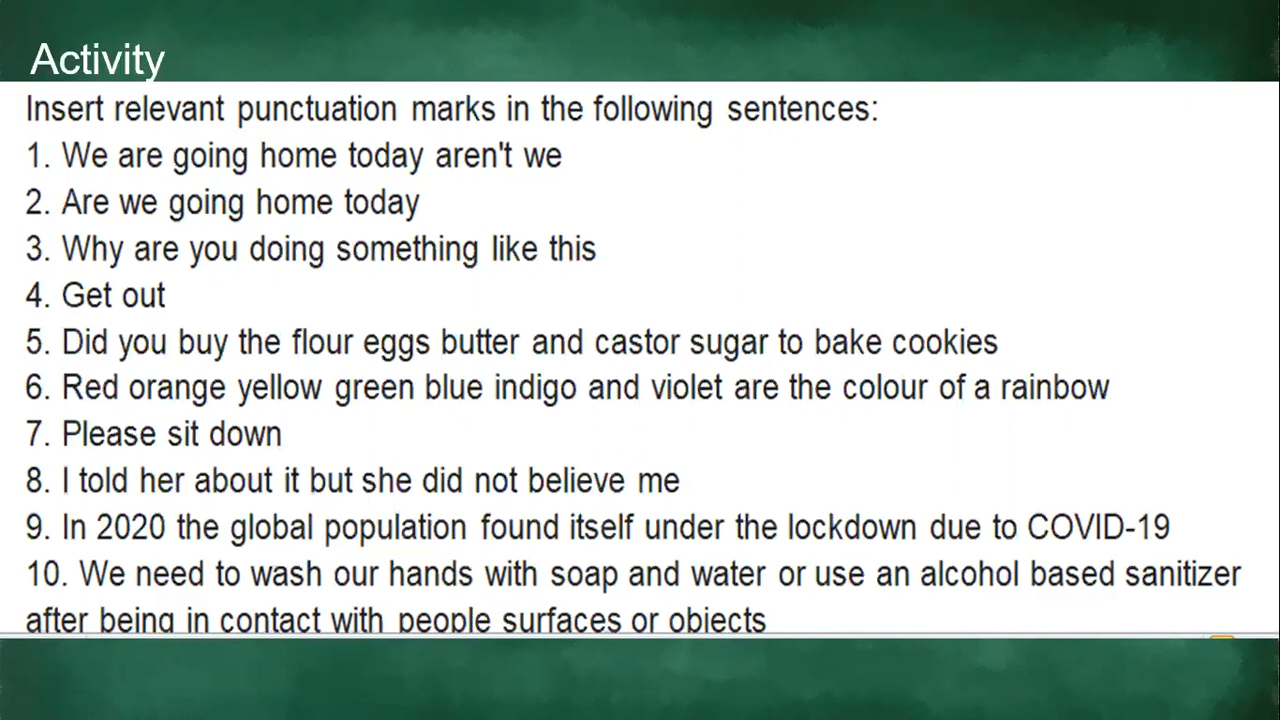 Activity
Insert relevant punctuation marks in the following sentences:
1. We are going home today aren't we
2. Are we going home today
3. Why are you doing something like this
4. Get out
5. Did you buy the flour eggs butter and castor sugar to bake cookies
6. Red orange yellow green blue indigo and violet are the colour of a rainbow
7. Please sit down
8. I told her about it but she did not believe me
9. In 2020 the global population found itself under the lockdown due to COVID-19
10. We need to wash our hands with soap and water or use an alcohol based sanitizer
after being in contact with people surfaces or objects